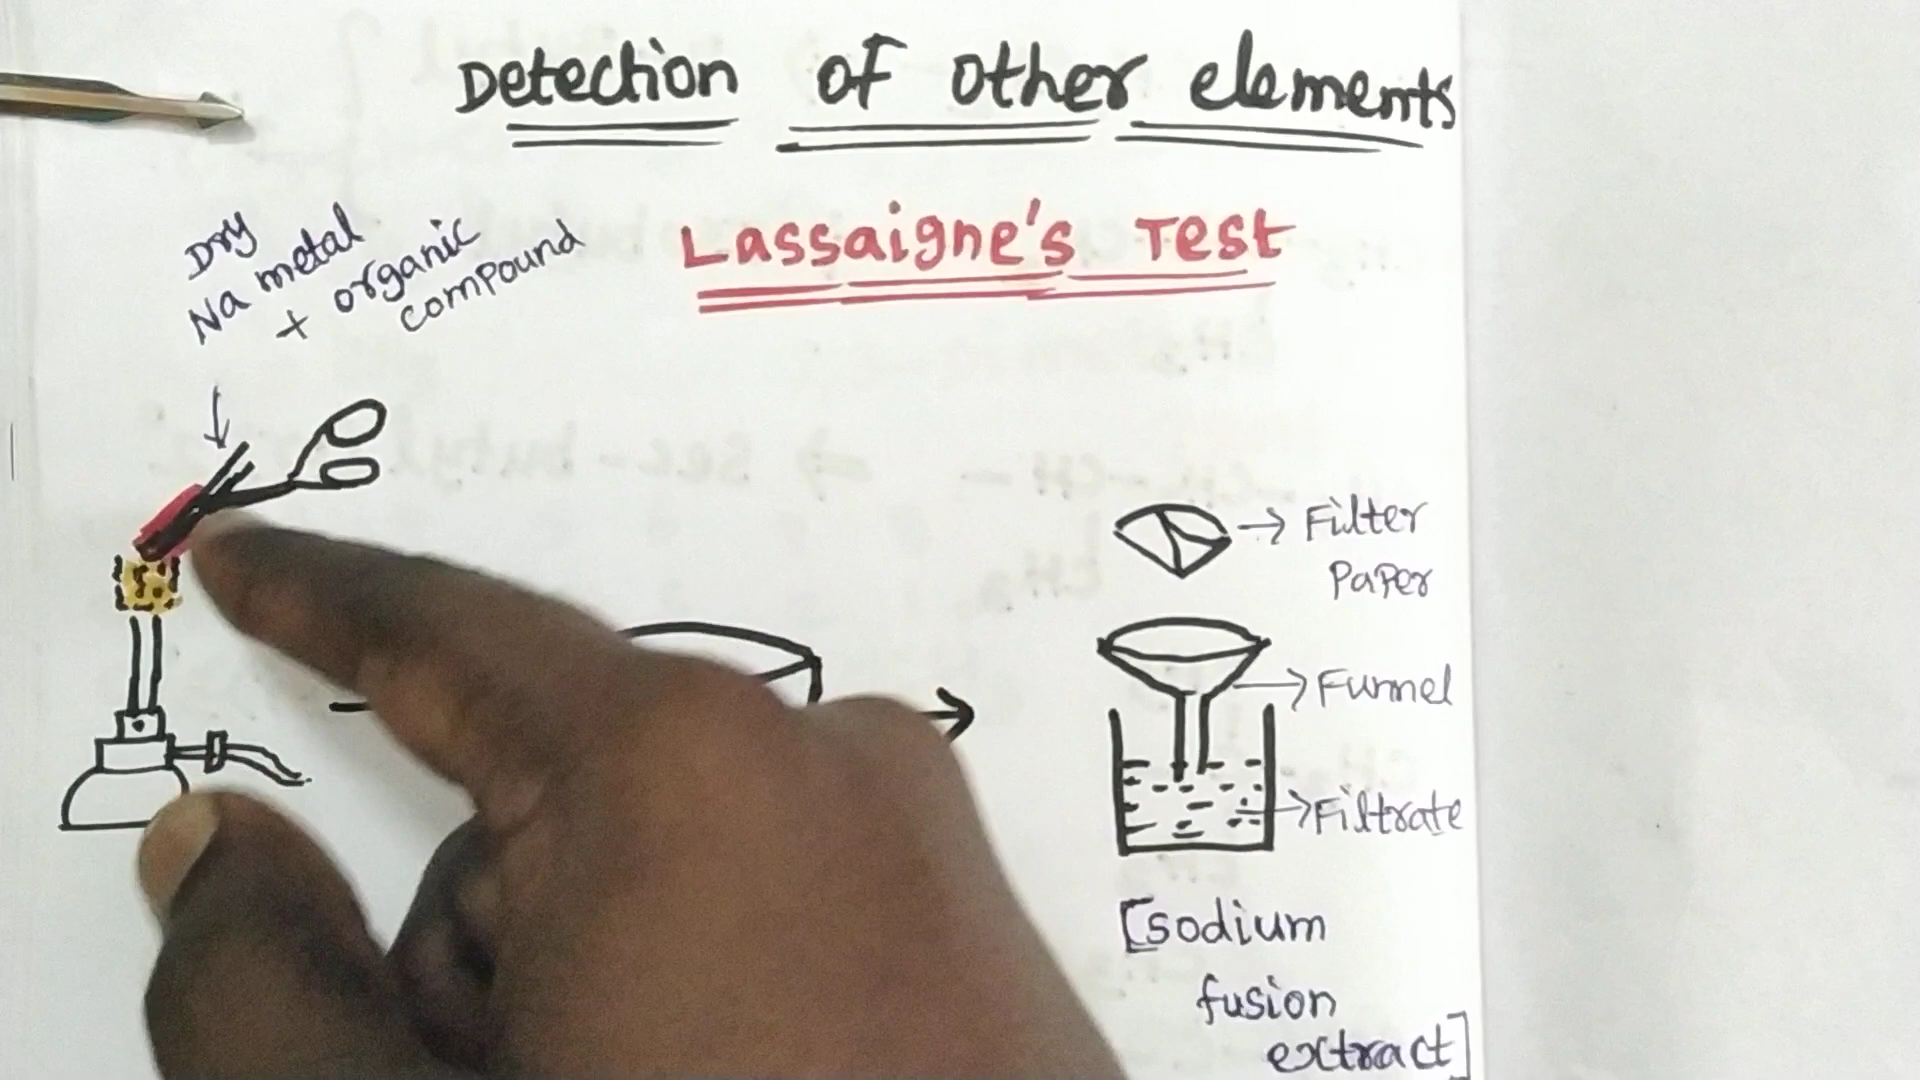 Detection of other elements
Lassaigne's Test
Dry
Na metal
+ organic
compound
Filter
Paper
Funnel
Filtrate
[sodium
fusion
extract]